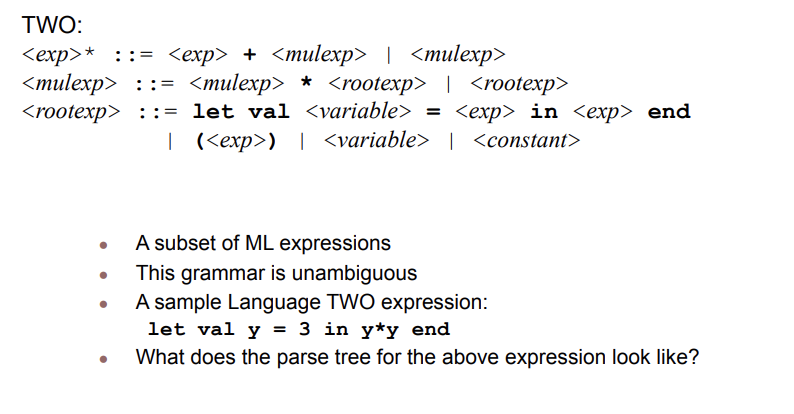 TWO:
<exp>* ::= <exp> + <mulexp> | <mulexp>
<mulexp> ::= <mulexp> * <rootexp> | <rootexp>
<rootexp> ::= let val <variable> = <exp> in <exp> end
| (<exp>) | <variable> | <constant>
• A subset of ML expressions
• This grammar is unambiguous
• A sample Language TWO expression:
let val y = 3 in y*y end
• What does the parse tree for the above expression look like?